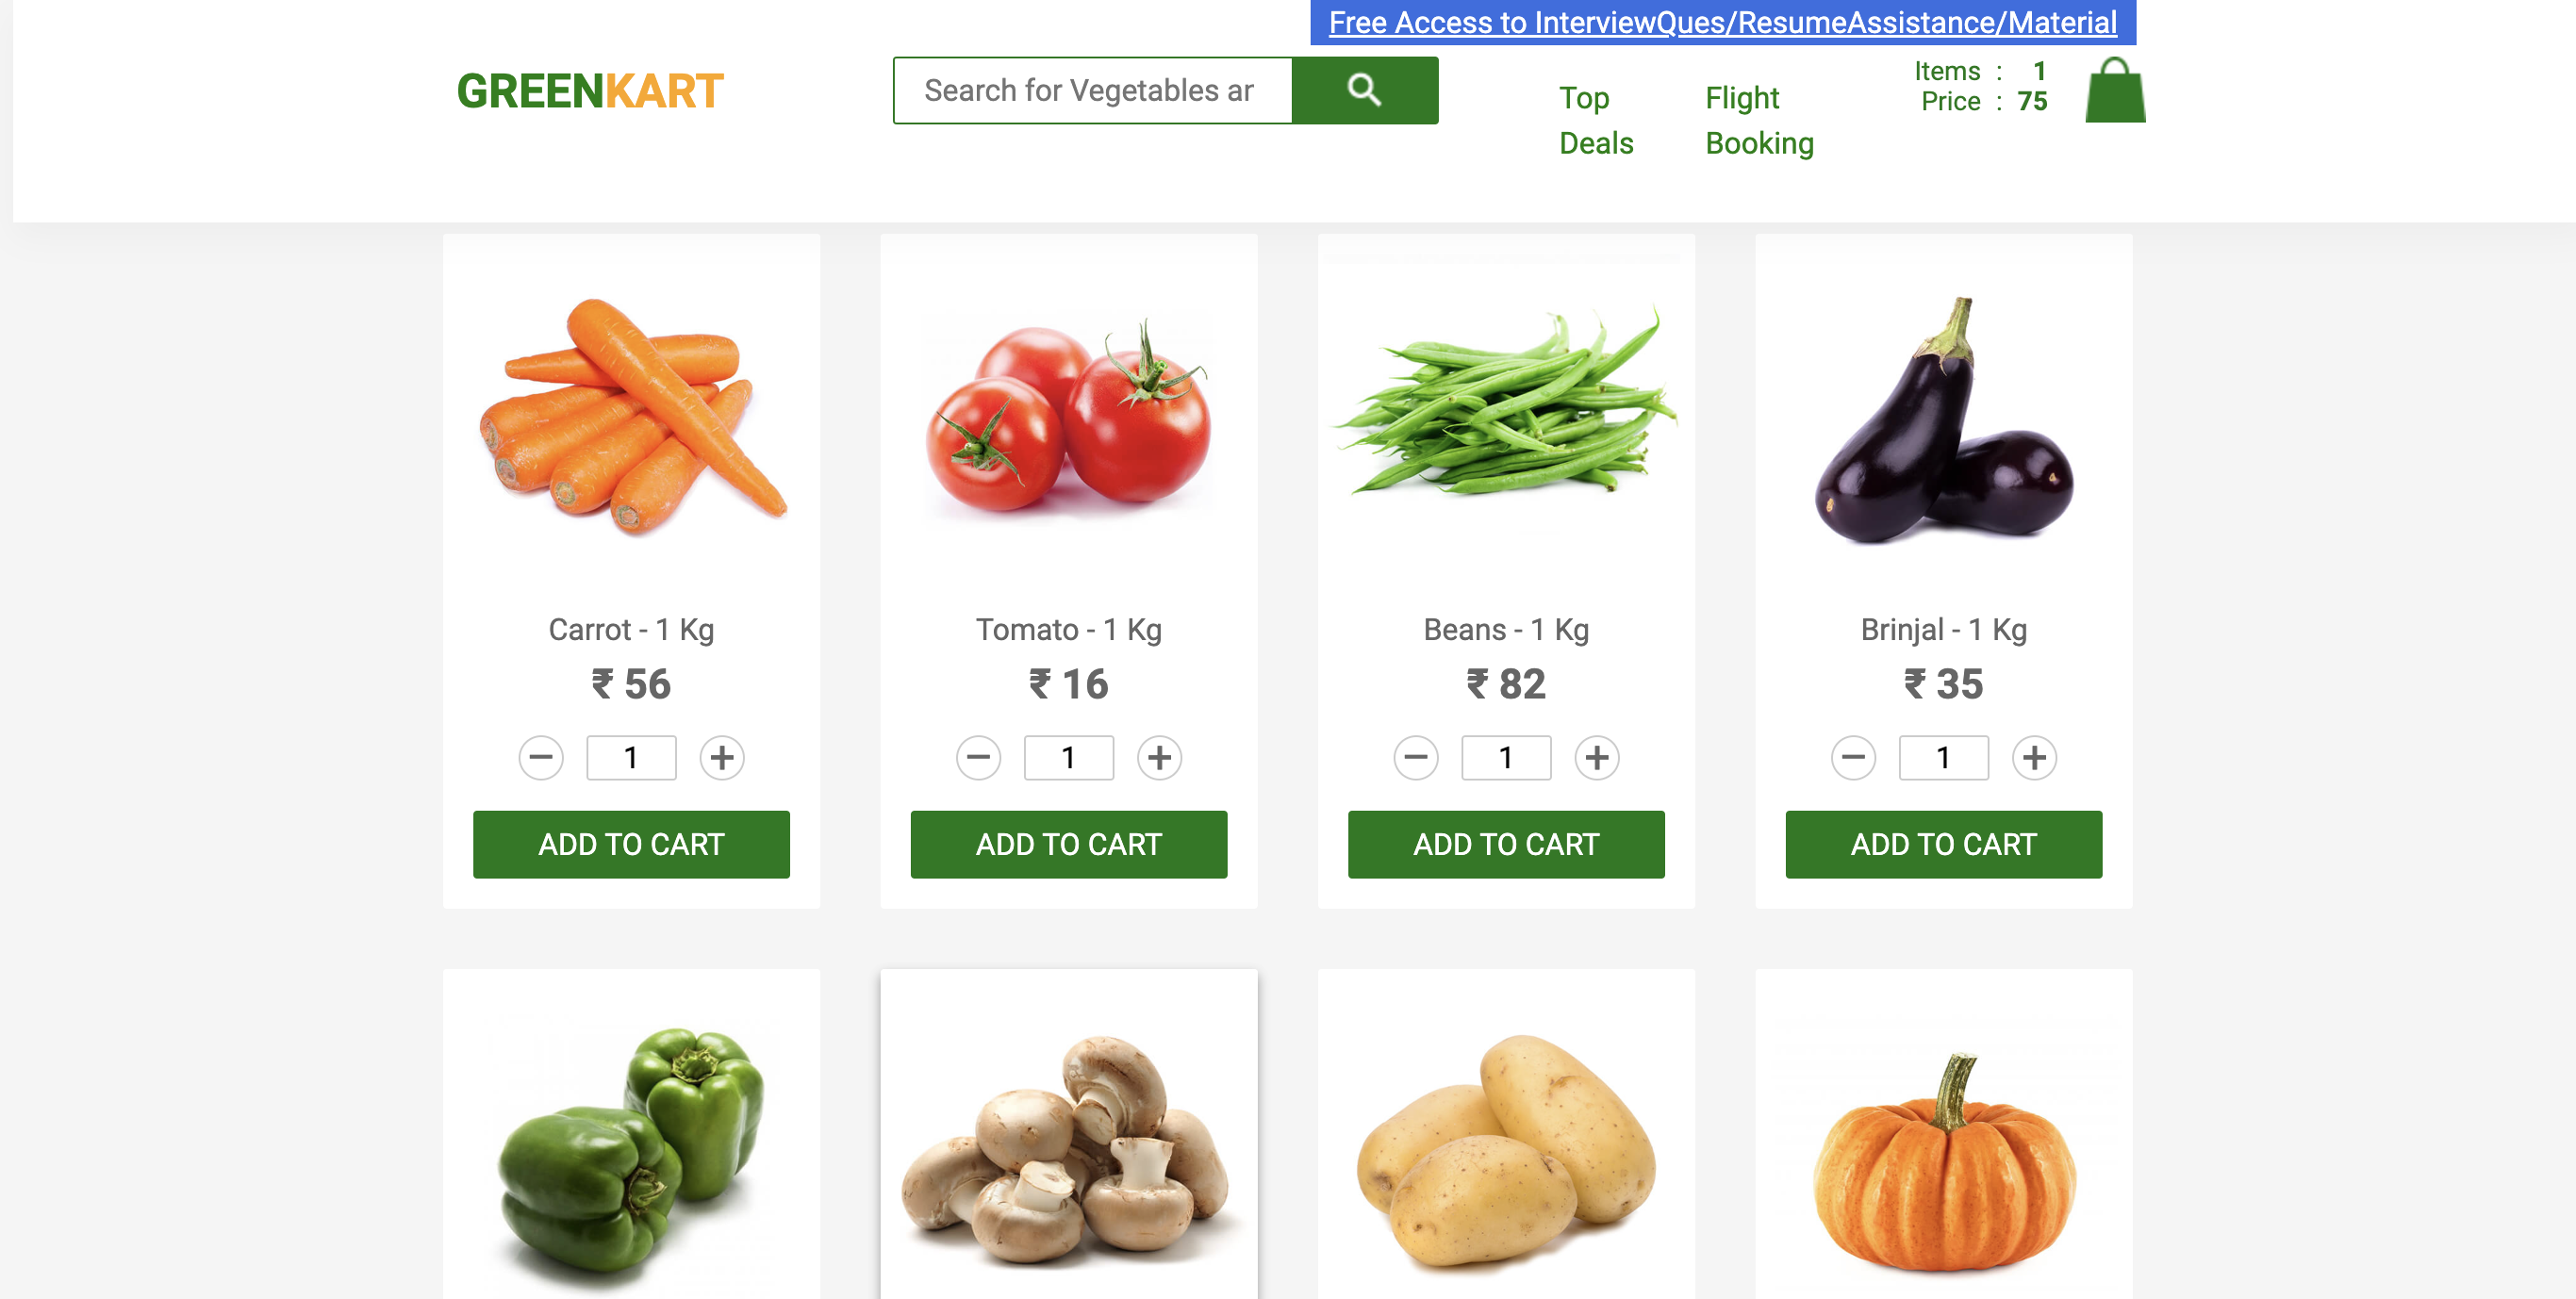 Free Access to InterviewQues/ResumeAssistance/Material
GREENKART
Search for Vegetables ar
Top Deals
Flight Booking
Items : 1
Price : 75
Carrot - 1 Kg
₹ 56
1
ADD TO CART
Tomato - 1 Kg
₹ 16
1
ADD TO CART
Beans - 1 Kg
₹ 82
1
ADD TO CART
Brinjal - 1 Kg
₹ 35
1
ADD TO CART